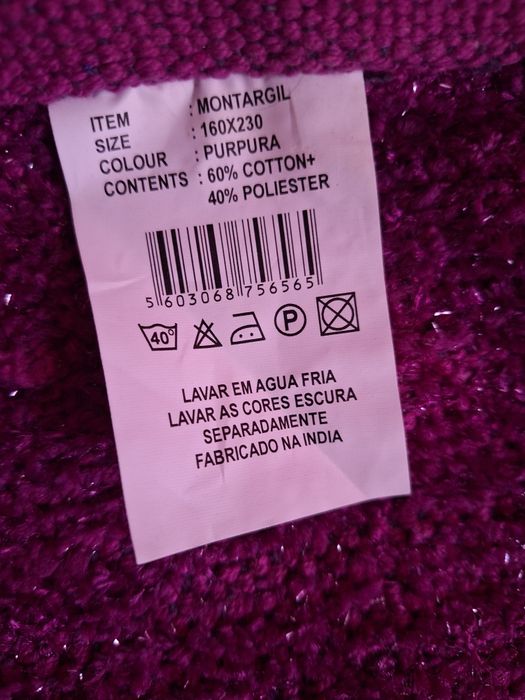 ITEM : MONTARGIL
SIZE : 160X230
COLOUR : PURPURA
CONTENTS : 60% COTTON+
40% POLIESTER
5 603068 756565
40° P
LAVAR EM AGUA FRIA
LAVAR AS CORES ESCURA
SEPARADAMENTE
FABRICADO NA INDIA